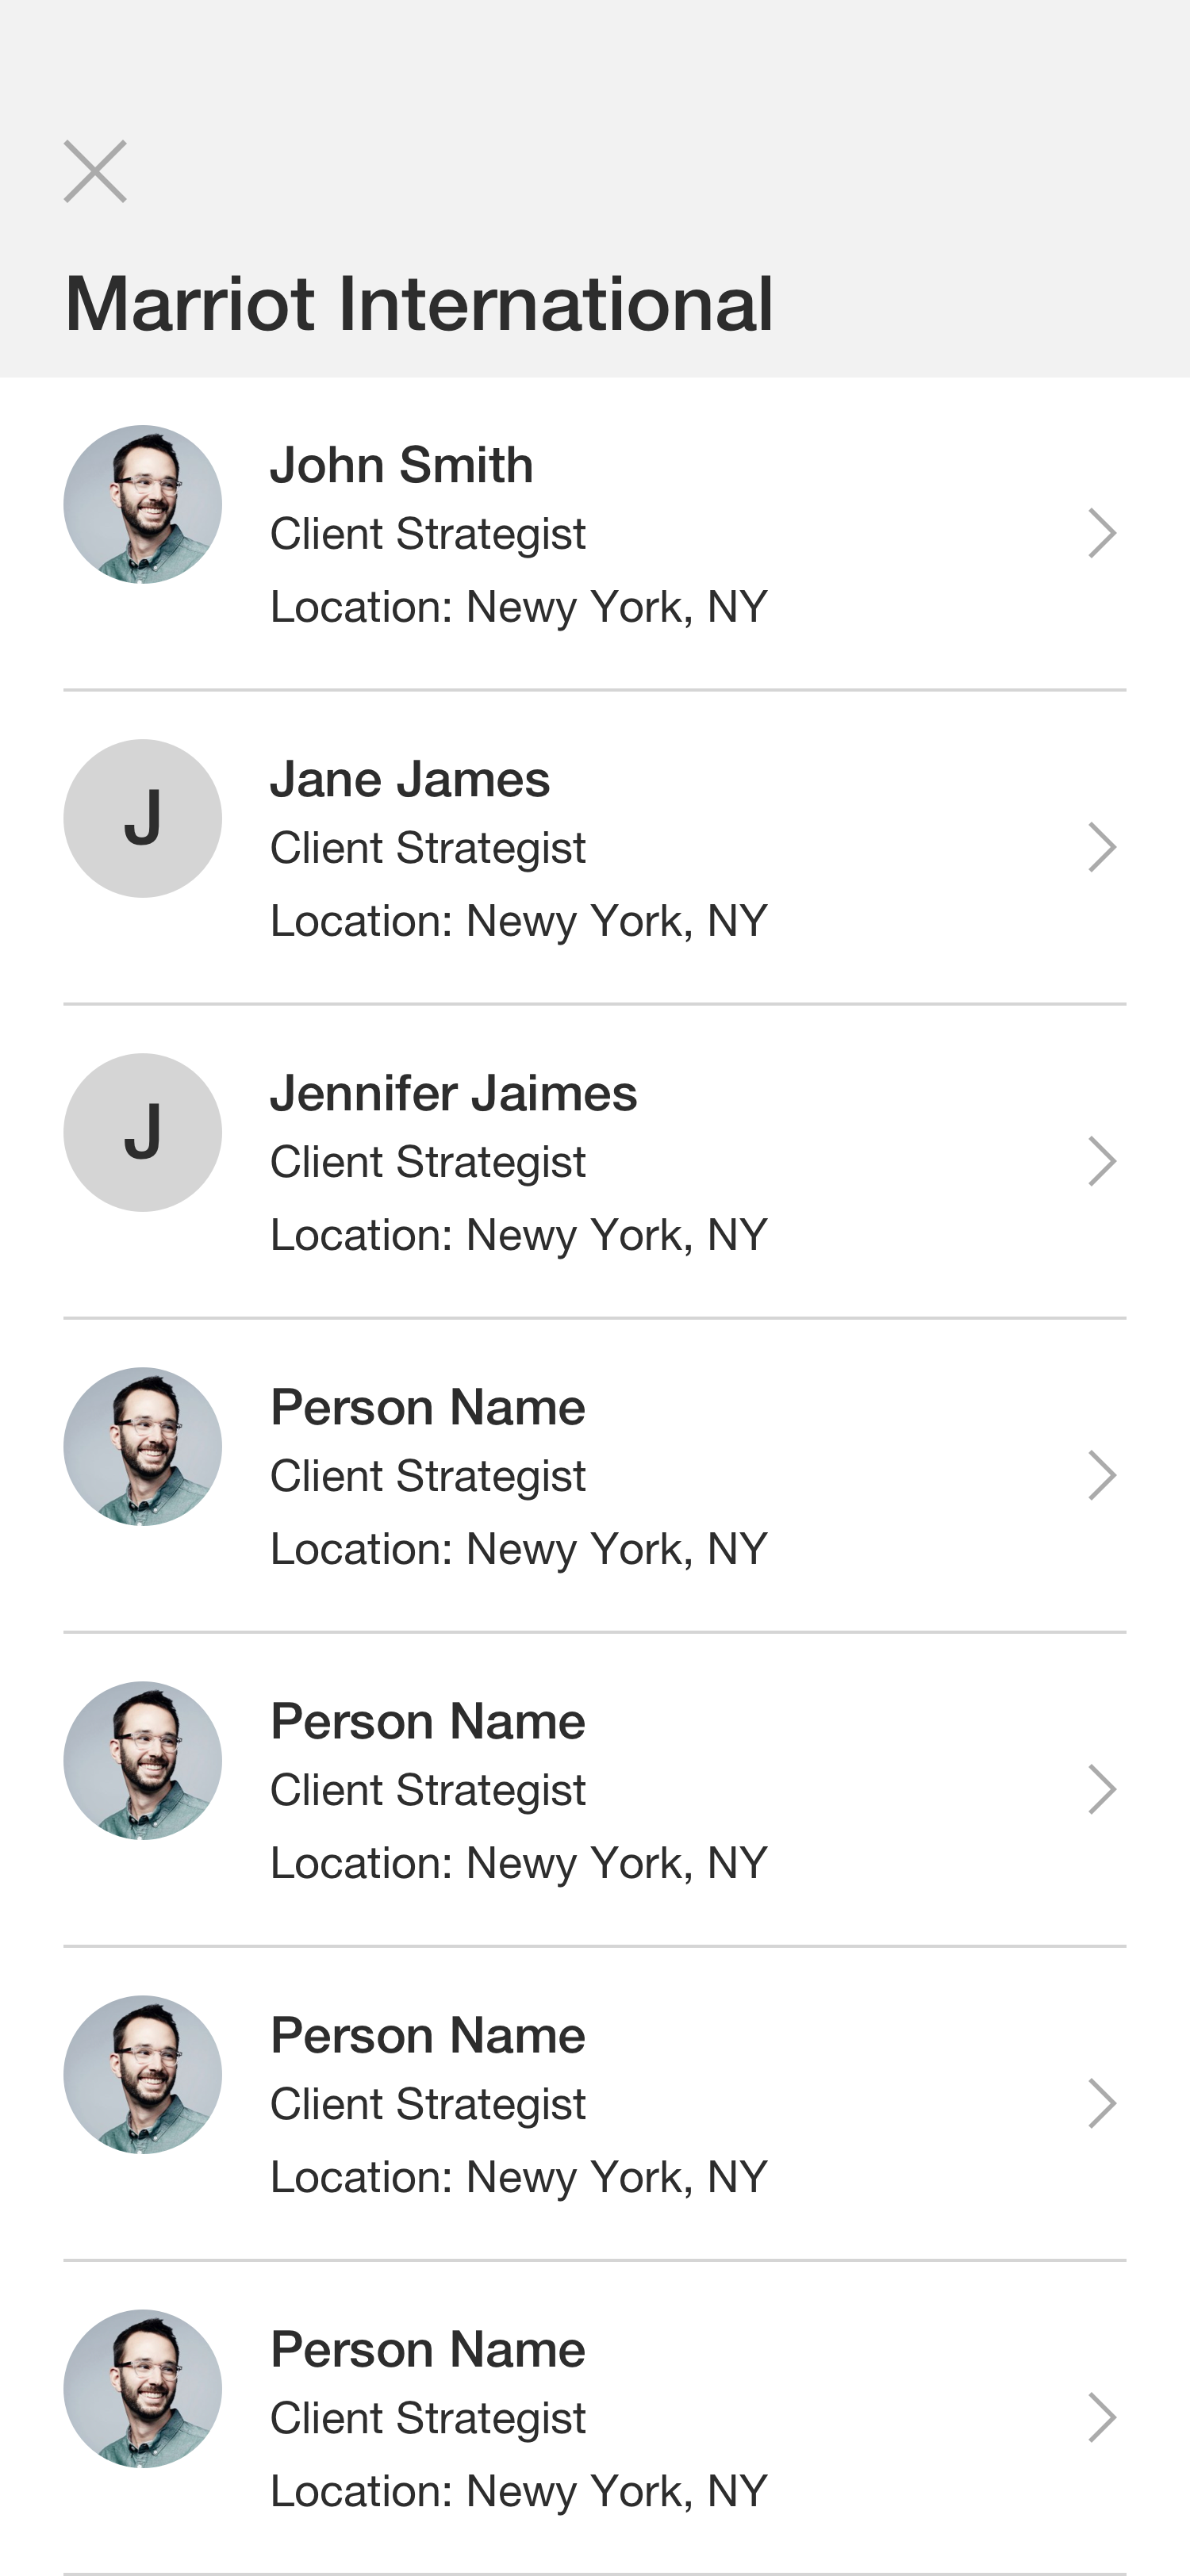 Marriot International
John Smith
Client Strategist
Location: Newy York, NY
J
Jane James
Client Strategist
Location: Newy York, NY
J
Jennifer Jaimes
Client Strategist
Location: Newy York, NY
Person Name
Client Strategist
Location: Newy York, NY
Person Name
Client Strategist
Location: Newy York, NY
Person Name
Client Strategist
Location: Newy York, NY
Person Name
Client Strategist
Location: Newy York, NY